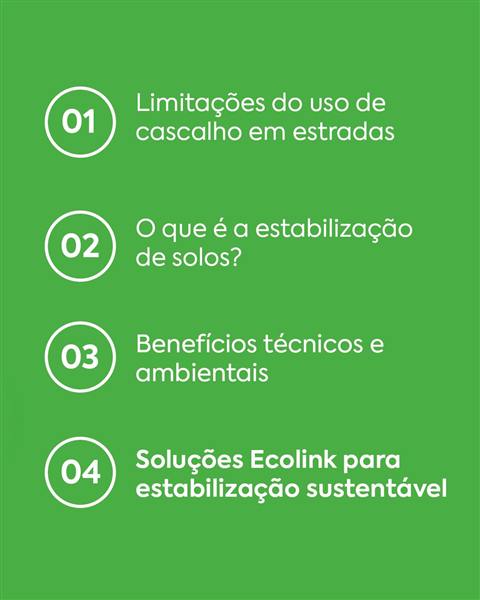 01
Limitações do uso de
cascalho em estradas
02
O que é a estabilização
de solos?
03
Benefícios técnicos e
ambientais
04
Soluções Ecolink para
estabilização sustentável